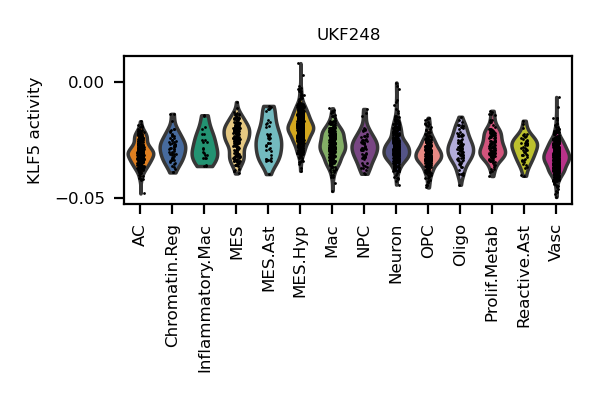 UKF248
KLF5 activity
0.00
−0.05
AC
Chromatin.Reg
Inflammatory.Mac
MES
MES.Ast
MES.Hyp
Mac
NPC
Neuron
OPC
Oligo
Prolif.Metab
Reactive.Ast
Vasc